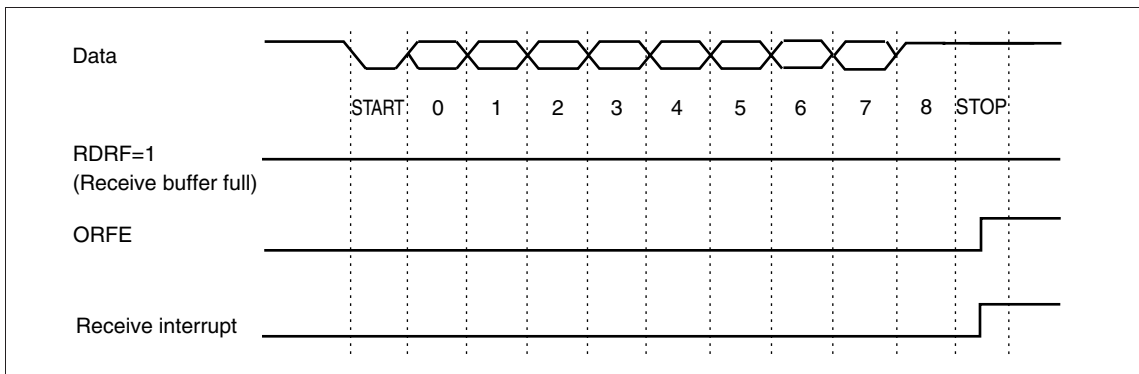 Data
START 0 1 2 3 4 5 6 7 8 STOP
RDRF=1
(Receive buffer full)
ORFE
Receive interrupt